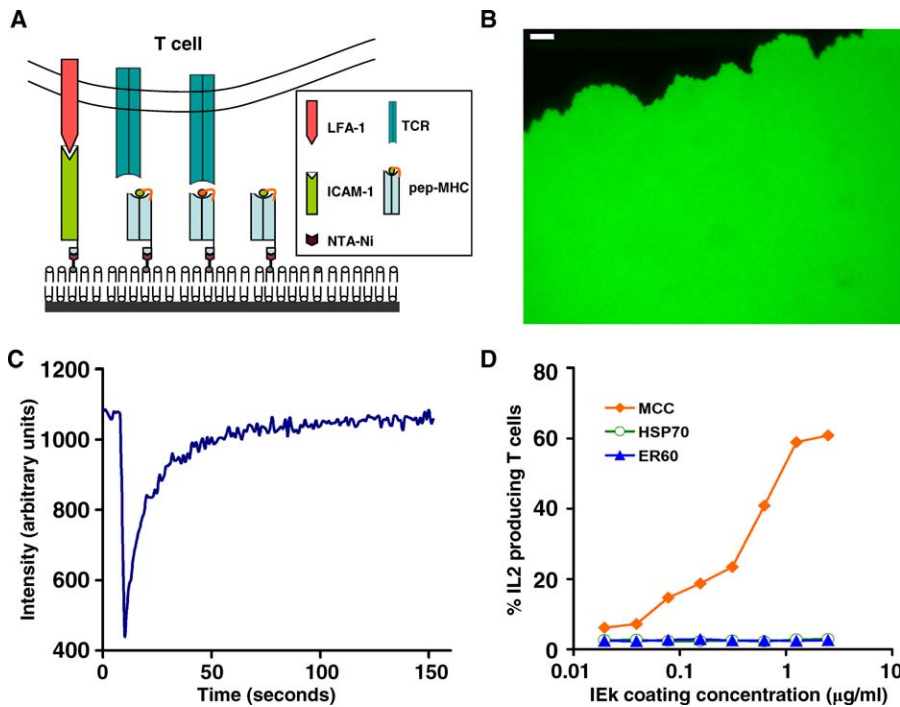 A
T cell
LFA-1
TCR
ICAM-1
pep-MHC
NTA-Ni
B
C
1200
1000
800
600
400
Intensity (arbitrary units)
0
50
100
150
Time (seconds)
D
80
60
40
20
0
% IL2 producing T cells
MCC
HSP70
ER60
0.01
0.1
1
10
IEk coating concentration (µg/ml)